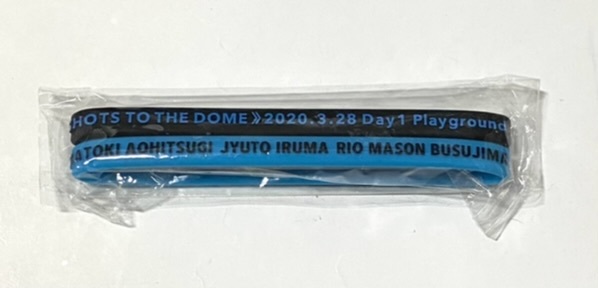 HOTS TO THE DOME》2020.3.28 Day1 Playground
ATOKI AOHITSUGI JYUTO IRUMA RIO MASON BUSUJIMA